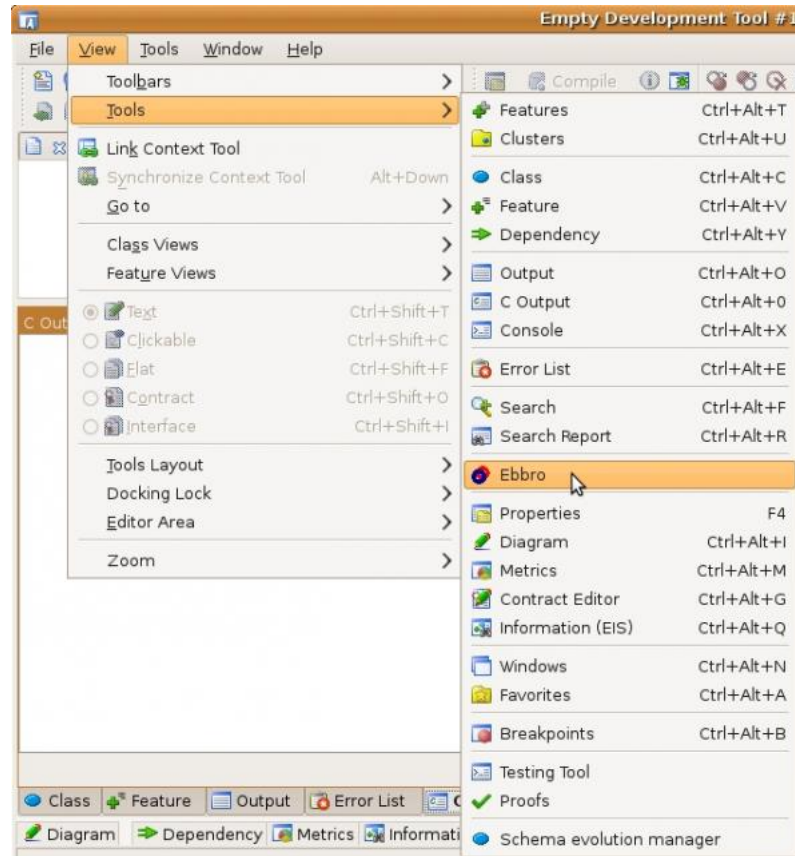 Empty Development Tool #1
File View Tools Window Help
Compile
Toolbars
Tools
Link Context Tool
Synchronize Context Tool Alt+Down
Go to
Class Views
Feature Views
Text Ctrl+Shift+T
Clickable Ctrl+Shift+C
Flat Ctrl+Shift+F
Contract Ctrl+Shift+O
Interface Ctrl+Shift+I
Tools Layout
Docking Lock
Editor Area
Zoom
Features Ctrl+Alt+T
Clusters Ctrl+Alt+U
Class Ctrl+Alt+C
Feature Ctrl+Alt+V
Dependency Ctrl+Alt+Y
Output Ctrl+Alt+O
C Output Ctrl+Alt+0
Console Ctrl+Alt+X
Error List Ctrl+Alt+E
Search Ctrl+Alt+F
Search Report Ctrl+Alt+R
Ebbro
Properties F4
Diagram Ctrl+Alt+I
Metrics Ctrl+Alt+M
Contract Editor Ctrl+Alt+G
Information (EIS) Ctrl+Alt+Q
Windows Ctrl+Alt+N
Favorites Ctrl+Alt+A
Breakpoints Ctrl+Alt+B
Testing Tool
Proofs
Schema evolution manager
C Out
Class Feature Output Error List C
Diagram Dependency Metrics Informati